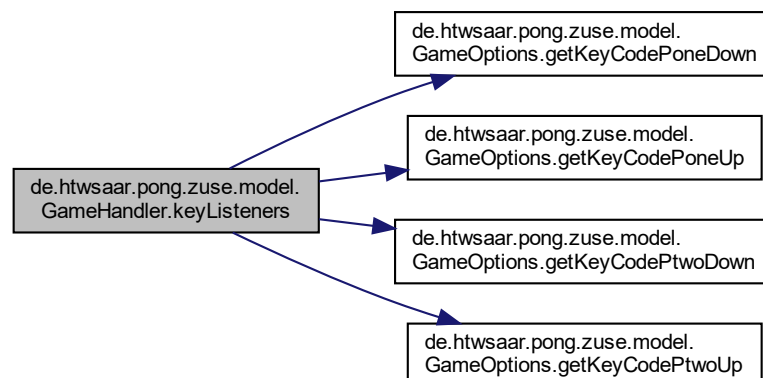 de.htwsaar.pong.zuse.model.
GameHandler.keyListeners
de.htwsaar.pong.zuse.model.
GameOptions.getKeyCodePoneDown
de.htwsaar.pong.zuse.model.
GameOptions.getKeyCodePoneUp
de.htwsaar.pong.zuse.model.
GameOptions.getKeyCodePtwoDown
de.htwsaar.pong.zuse.model.
GameOptions.getKeyCodePtwoUp